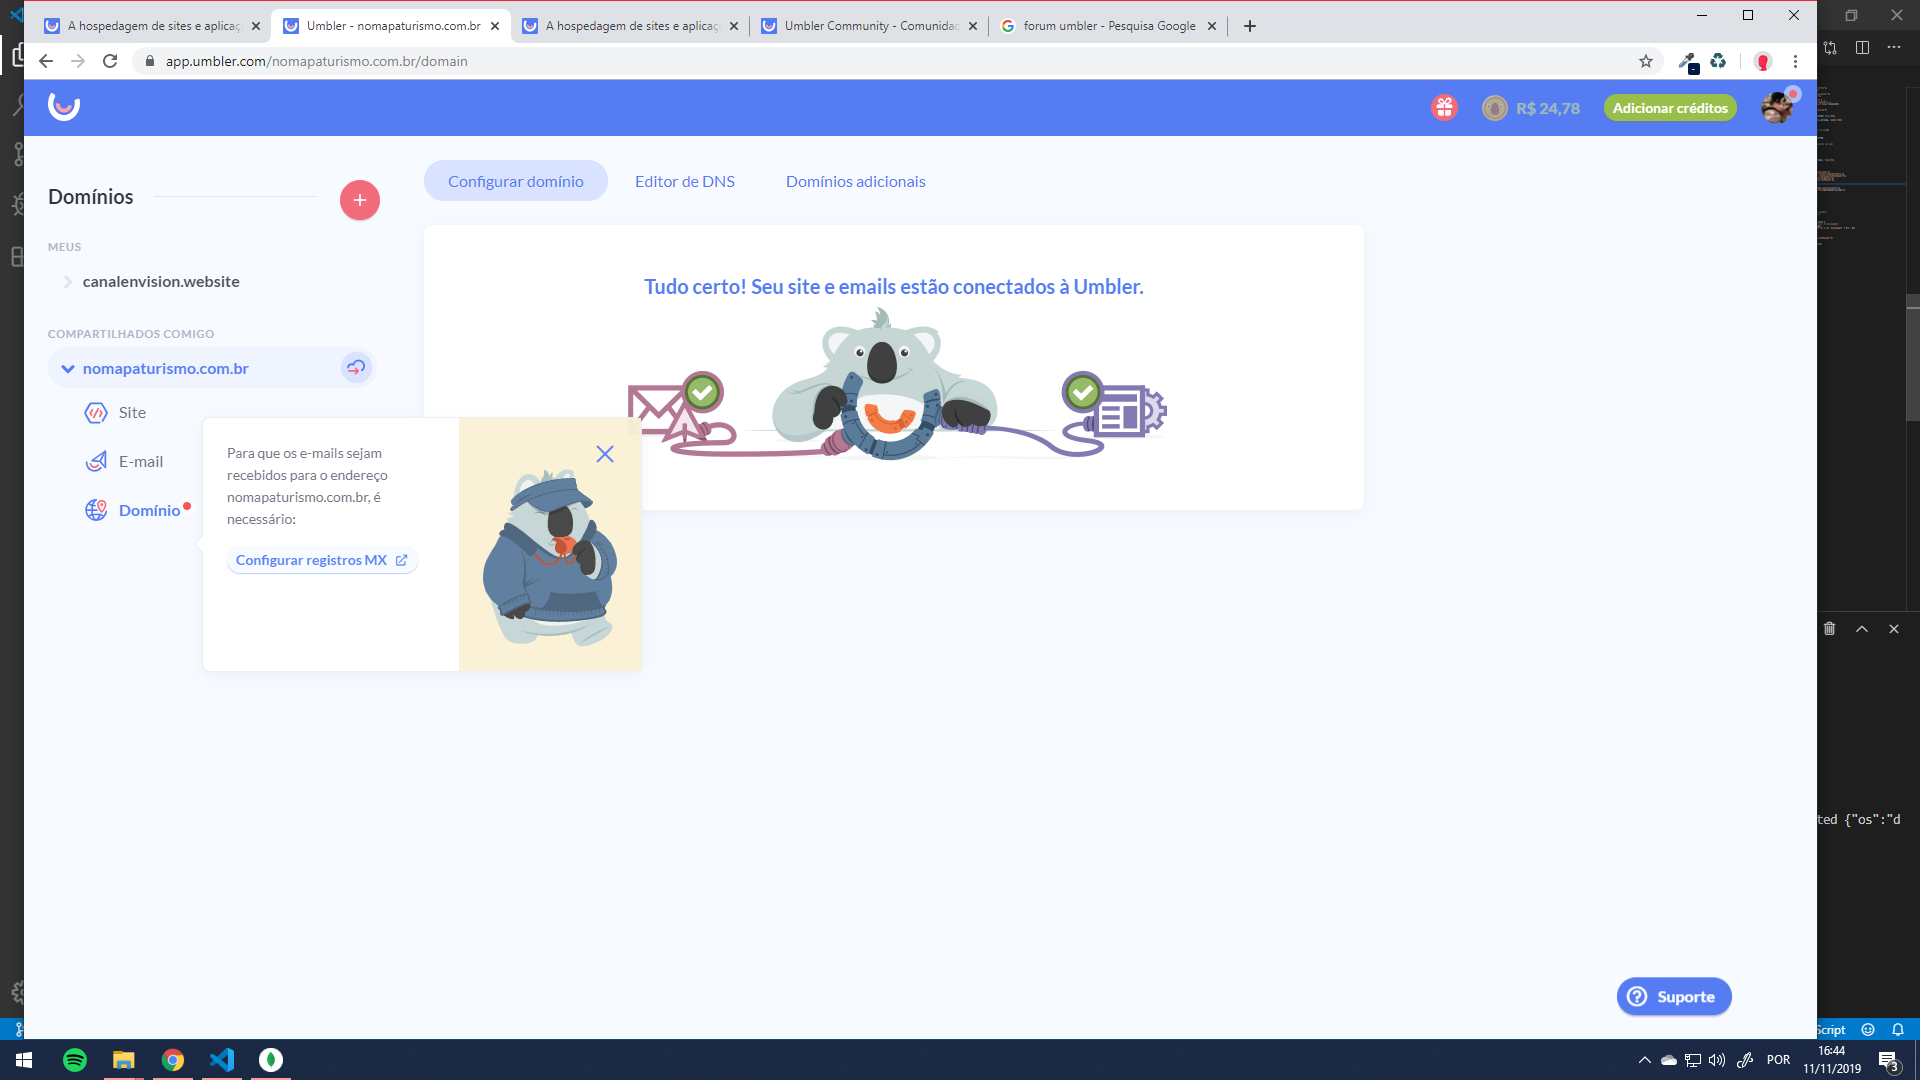 A hospedagem de sites e aplicaç
Umbler - nomapaturismo.com.br
A hospedagem de sites e aplicaç
Umbler Community - Comunidad
forum umbler - Pesquisa Google
app.umbler.com/nomapaturismo.com.br/domain
R$ 24,78
Adicionar créditos
Domínios
Configurar domínio
Editor de DNS
Domínios adicionais
MEUS
canalenvision.website
COMPARTILHADOS COMIGO
nomapaturismo.com.br
Site
E-mail
Domínio
Tudo certo! Seu site e emails estão conectados à Umbler.
Para que os e-mails sejam
recebidos para o endereço
nomapaturismo.com.br, é
necessário:
Configurar registros MX
ted {"os":"d
Suporte
Script
POR
16:44
11/11/2019
3